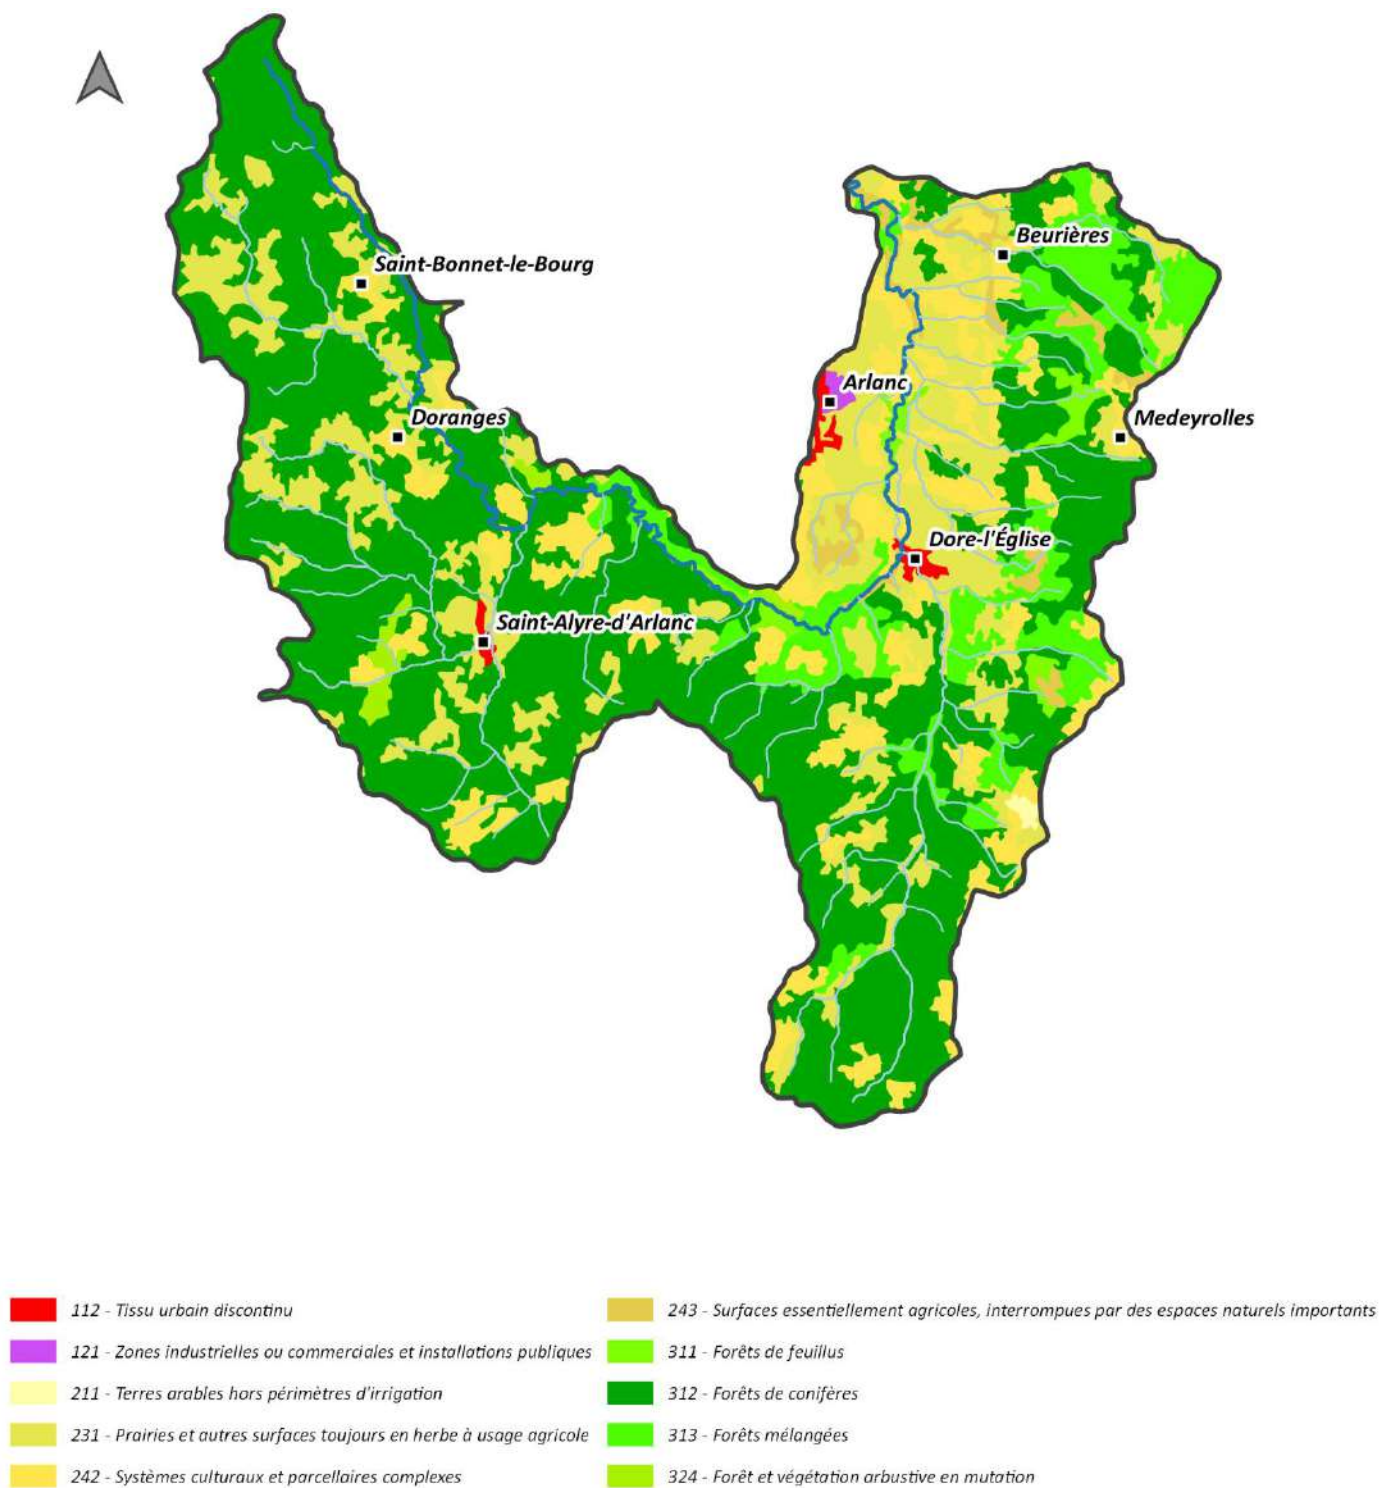 Beurières
Saint-Bonnet-le-Bourg
Arlanc
Doranges
Medeyrolles
Dore-l'Église
Saint-Alyre-d'Arlanc
112 - Tissu urbain discontinu
121 - Zones industrielles ou commerciales et installations publiques
211 - Terres arables hors périmètres d'irrigation
231 - Prairies et autres surfaces toujours en herbe à usage agricole
242 - Systèmes culturaux et parcellaires complexes
243 - Surfaces essentiellement agricoles, interrompues par des espaces naturels importants
311 - Forêts de feuillus
312 - Forêts de conifères
313 - Forêts mélangées
324 - Forêt et végétation arbustive en mutation